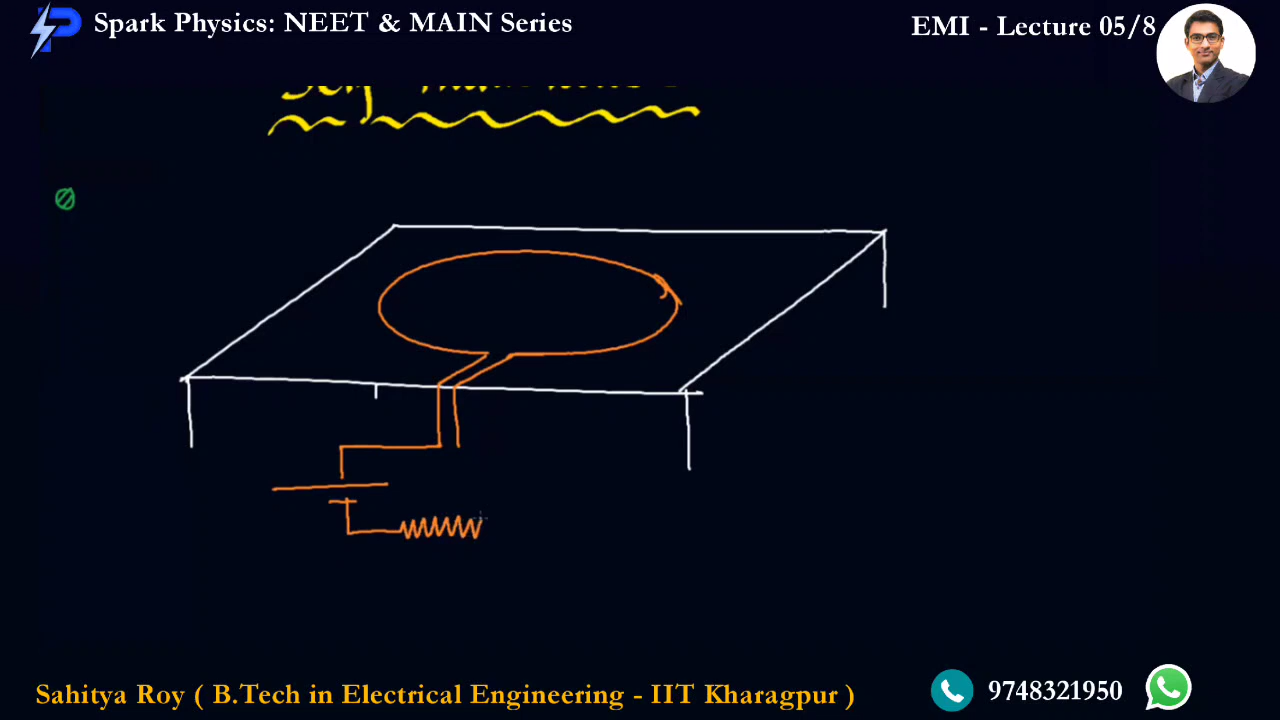 Spark Physics: NEET & MAIN Series
EMI - Lecture 05/8
Sahitya Roy ( B.Tech in Electrical Engineering - IIT Kharagpur )
9748321950